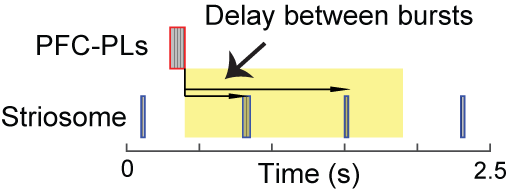 Delay between bursts
PFC-PLs
Striosome
0
Time (s)
2.5